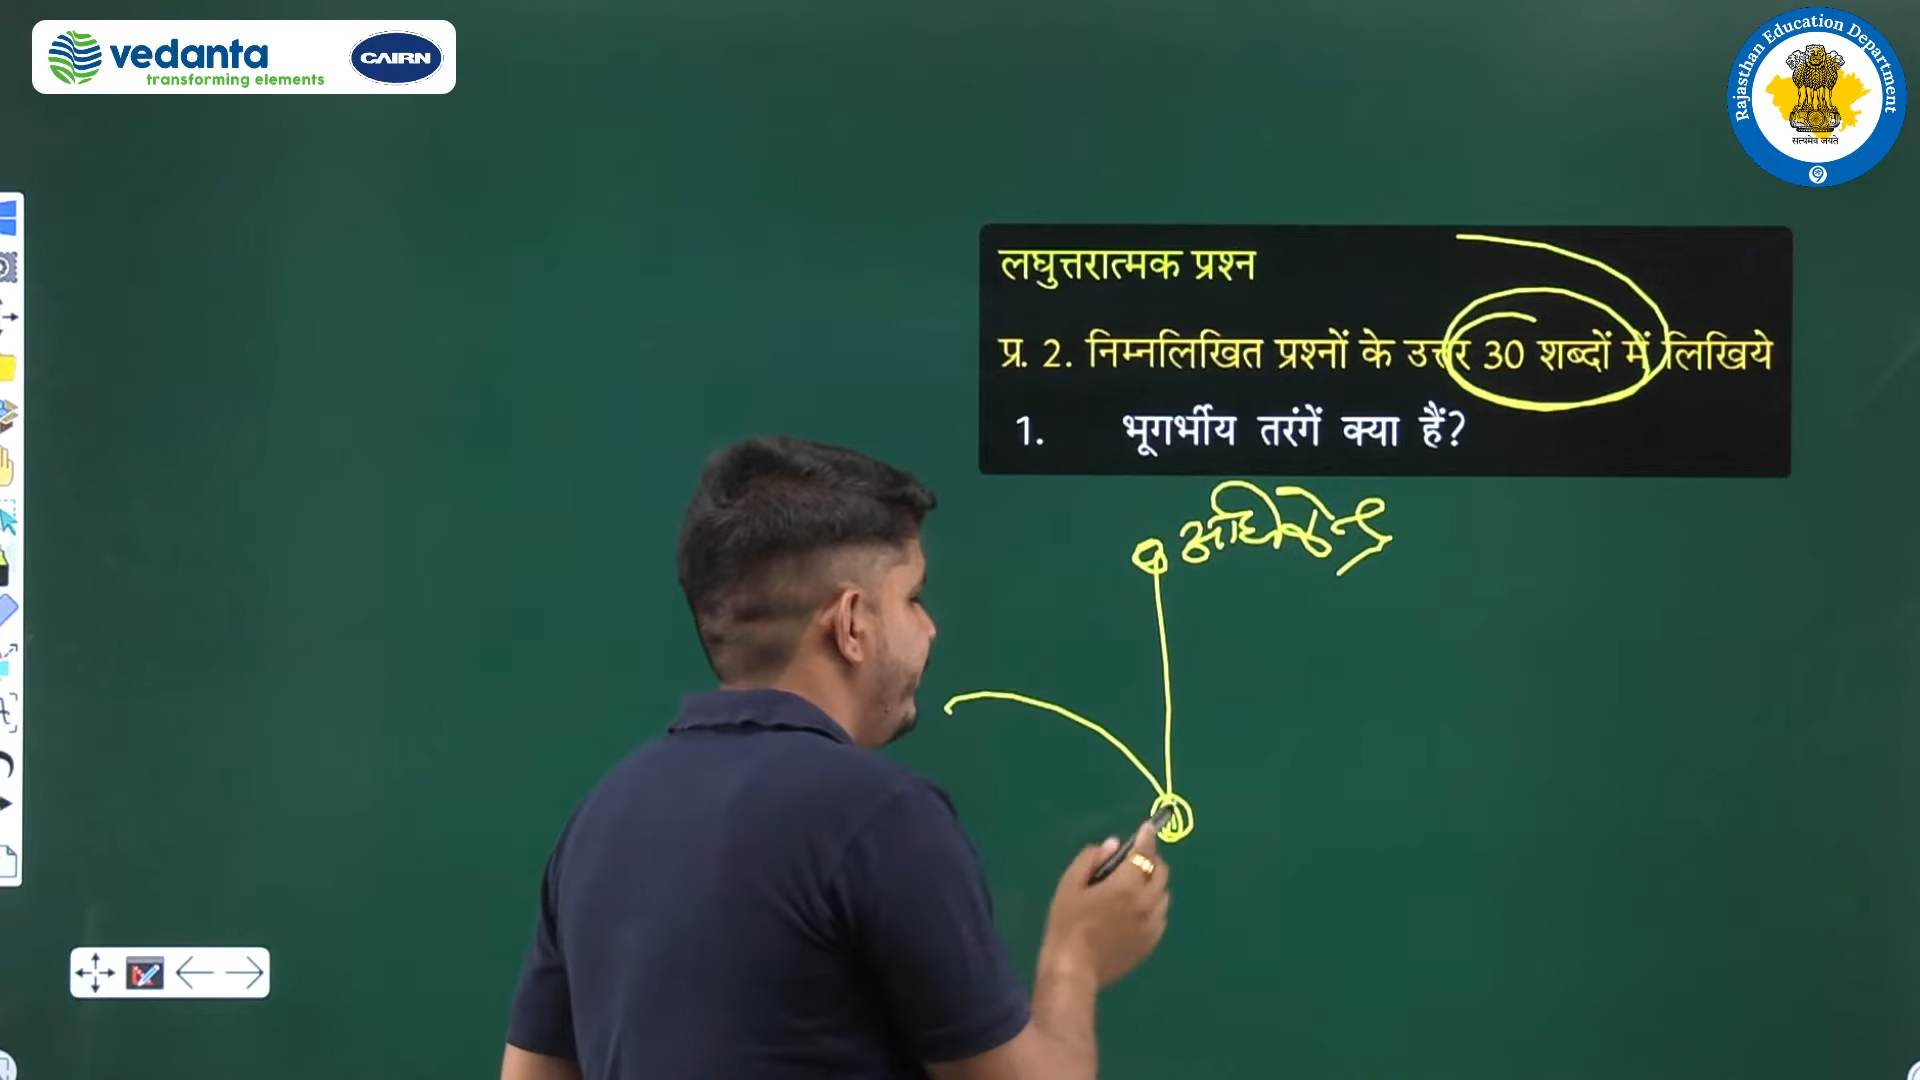 vedanta
transforming elements
CAIRN
Rajasthan Education Department
सत्यमेव जयते
लघुत्तरात्मक प्रश्न
प्र. 2. निम्नलिखित प्रश्नों के उत्तर 30 शब्दों में लिखिये
1. भूगर्भीय तरंगें क्या हैं?
अधिकेन्द्र